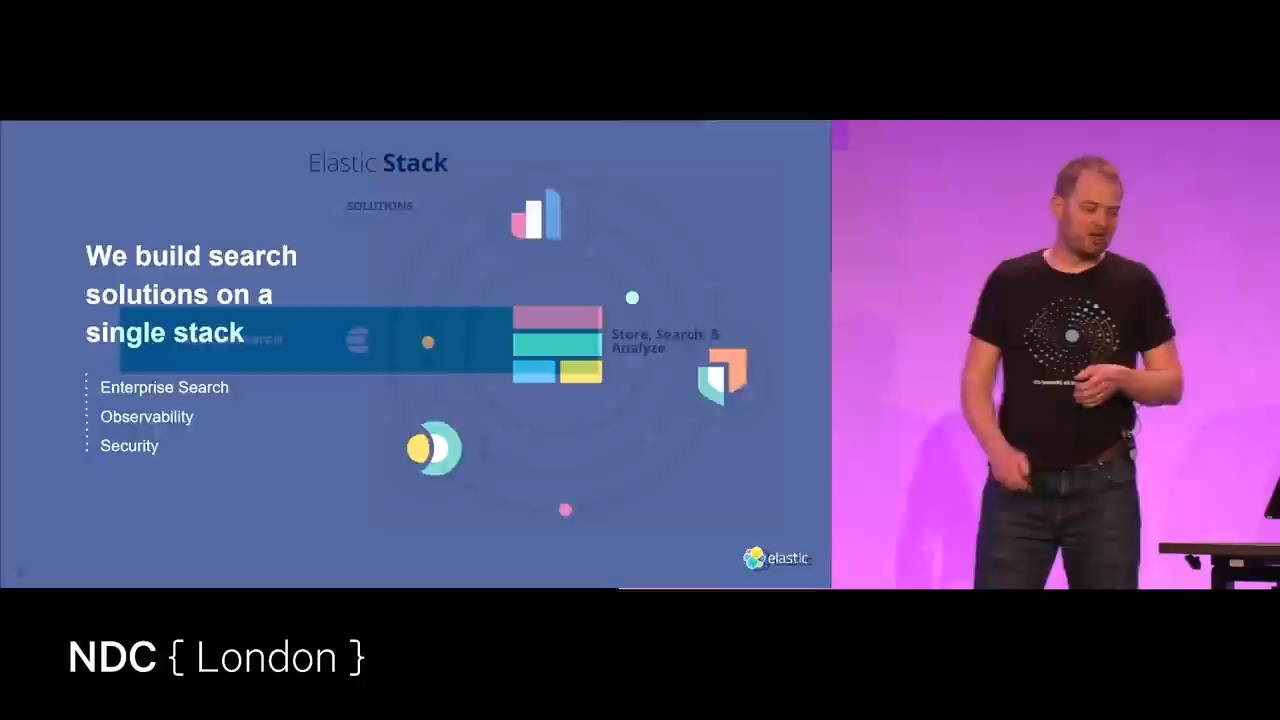 Elastic Stack
SOLUTIONS
We build search
solutions on a
single stack
Store, Search, &
Analyze
Enterprise Search
Observability
Security
elastic
NDC { London }